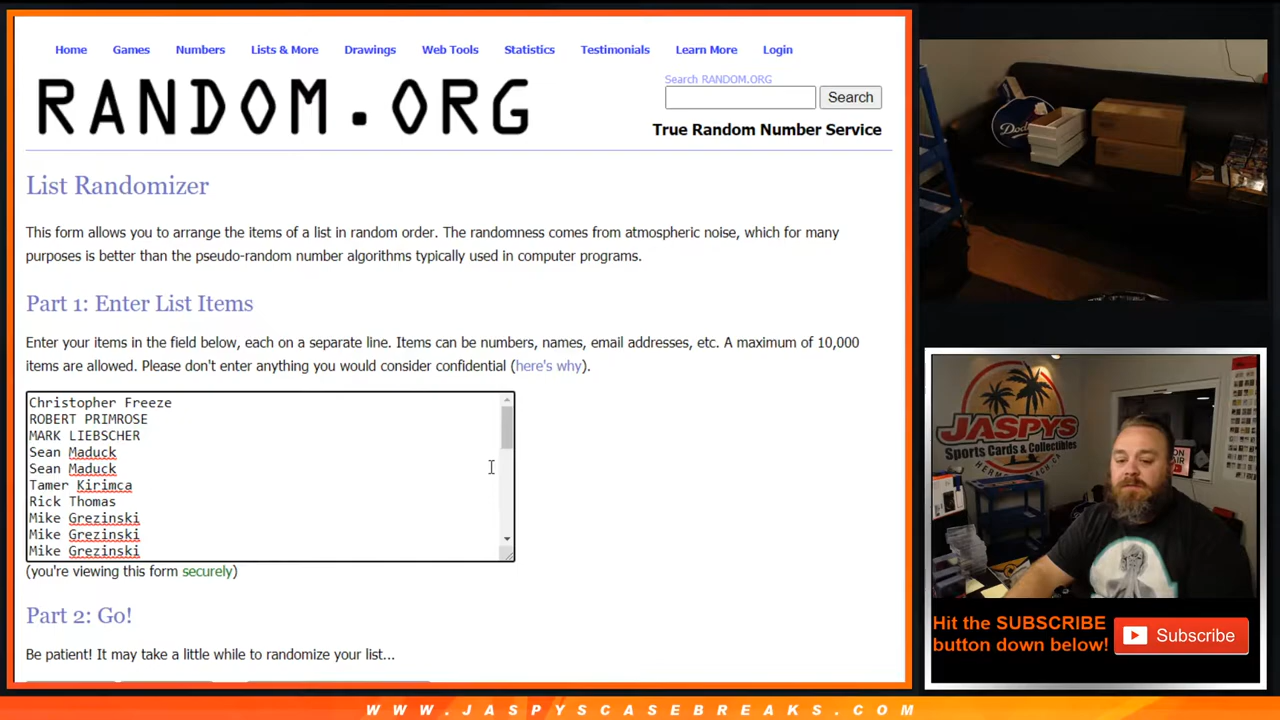 Home Games Numbers Lists & More Drawings Web Tools Statistics Testimonials Learn More Login
RANDOM.ORG
Search RANDOM.ORG
Search
True Random Number Service
List Randomizer
This form allows you to arrange the items of a list in random order. The randomness comes from atmospheric noise, which for many
purposes is better than the pseudo-random number algorithms typically used in computer programs.
Part 1: Enter List Items
Enter your items in the field below, each on a separate line. Items can be numbers, names, email addresses, etc. A maximum of 10,000
items are allowed. Please don't enter anything you would consider confidential (here's why).
Christopher Freeze
ROBERT PRIMROSE
MARK LIEBSCHER
Sean Maduck
Sean Maduck
Tamer Kirimca
Rick Thomas
Mike Grezinski
Mike Grezinski
Mike Grezinski
(you're viewing this form securely)
Part 2: Go!
Be patient! It may take a little while to randomize your list...
JASPYS
Sports Cards & Collectibles
Hit the SUBSCRIBE
button down below!
Subscribe
WWW.JASPYSCASEBREAKS.COM